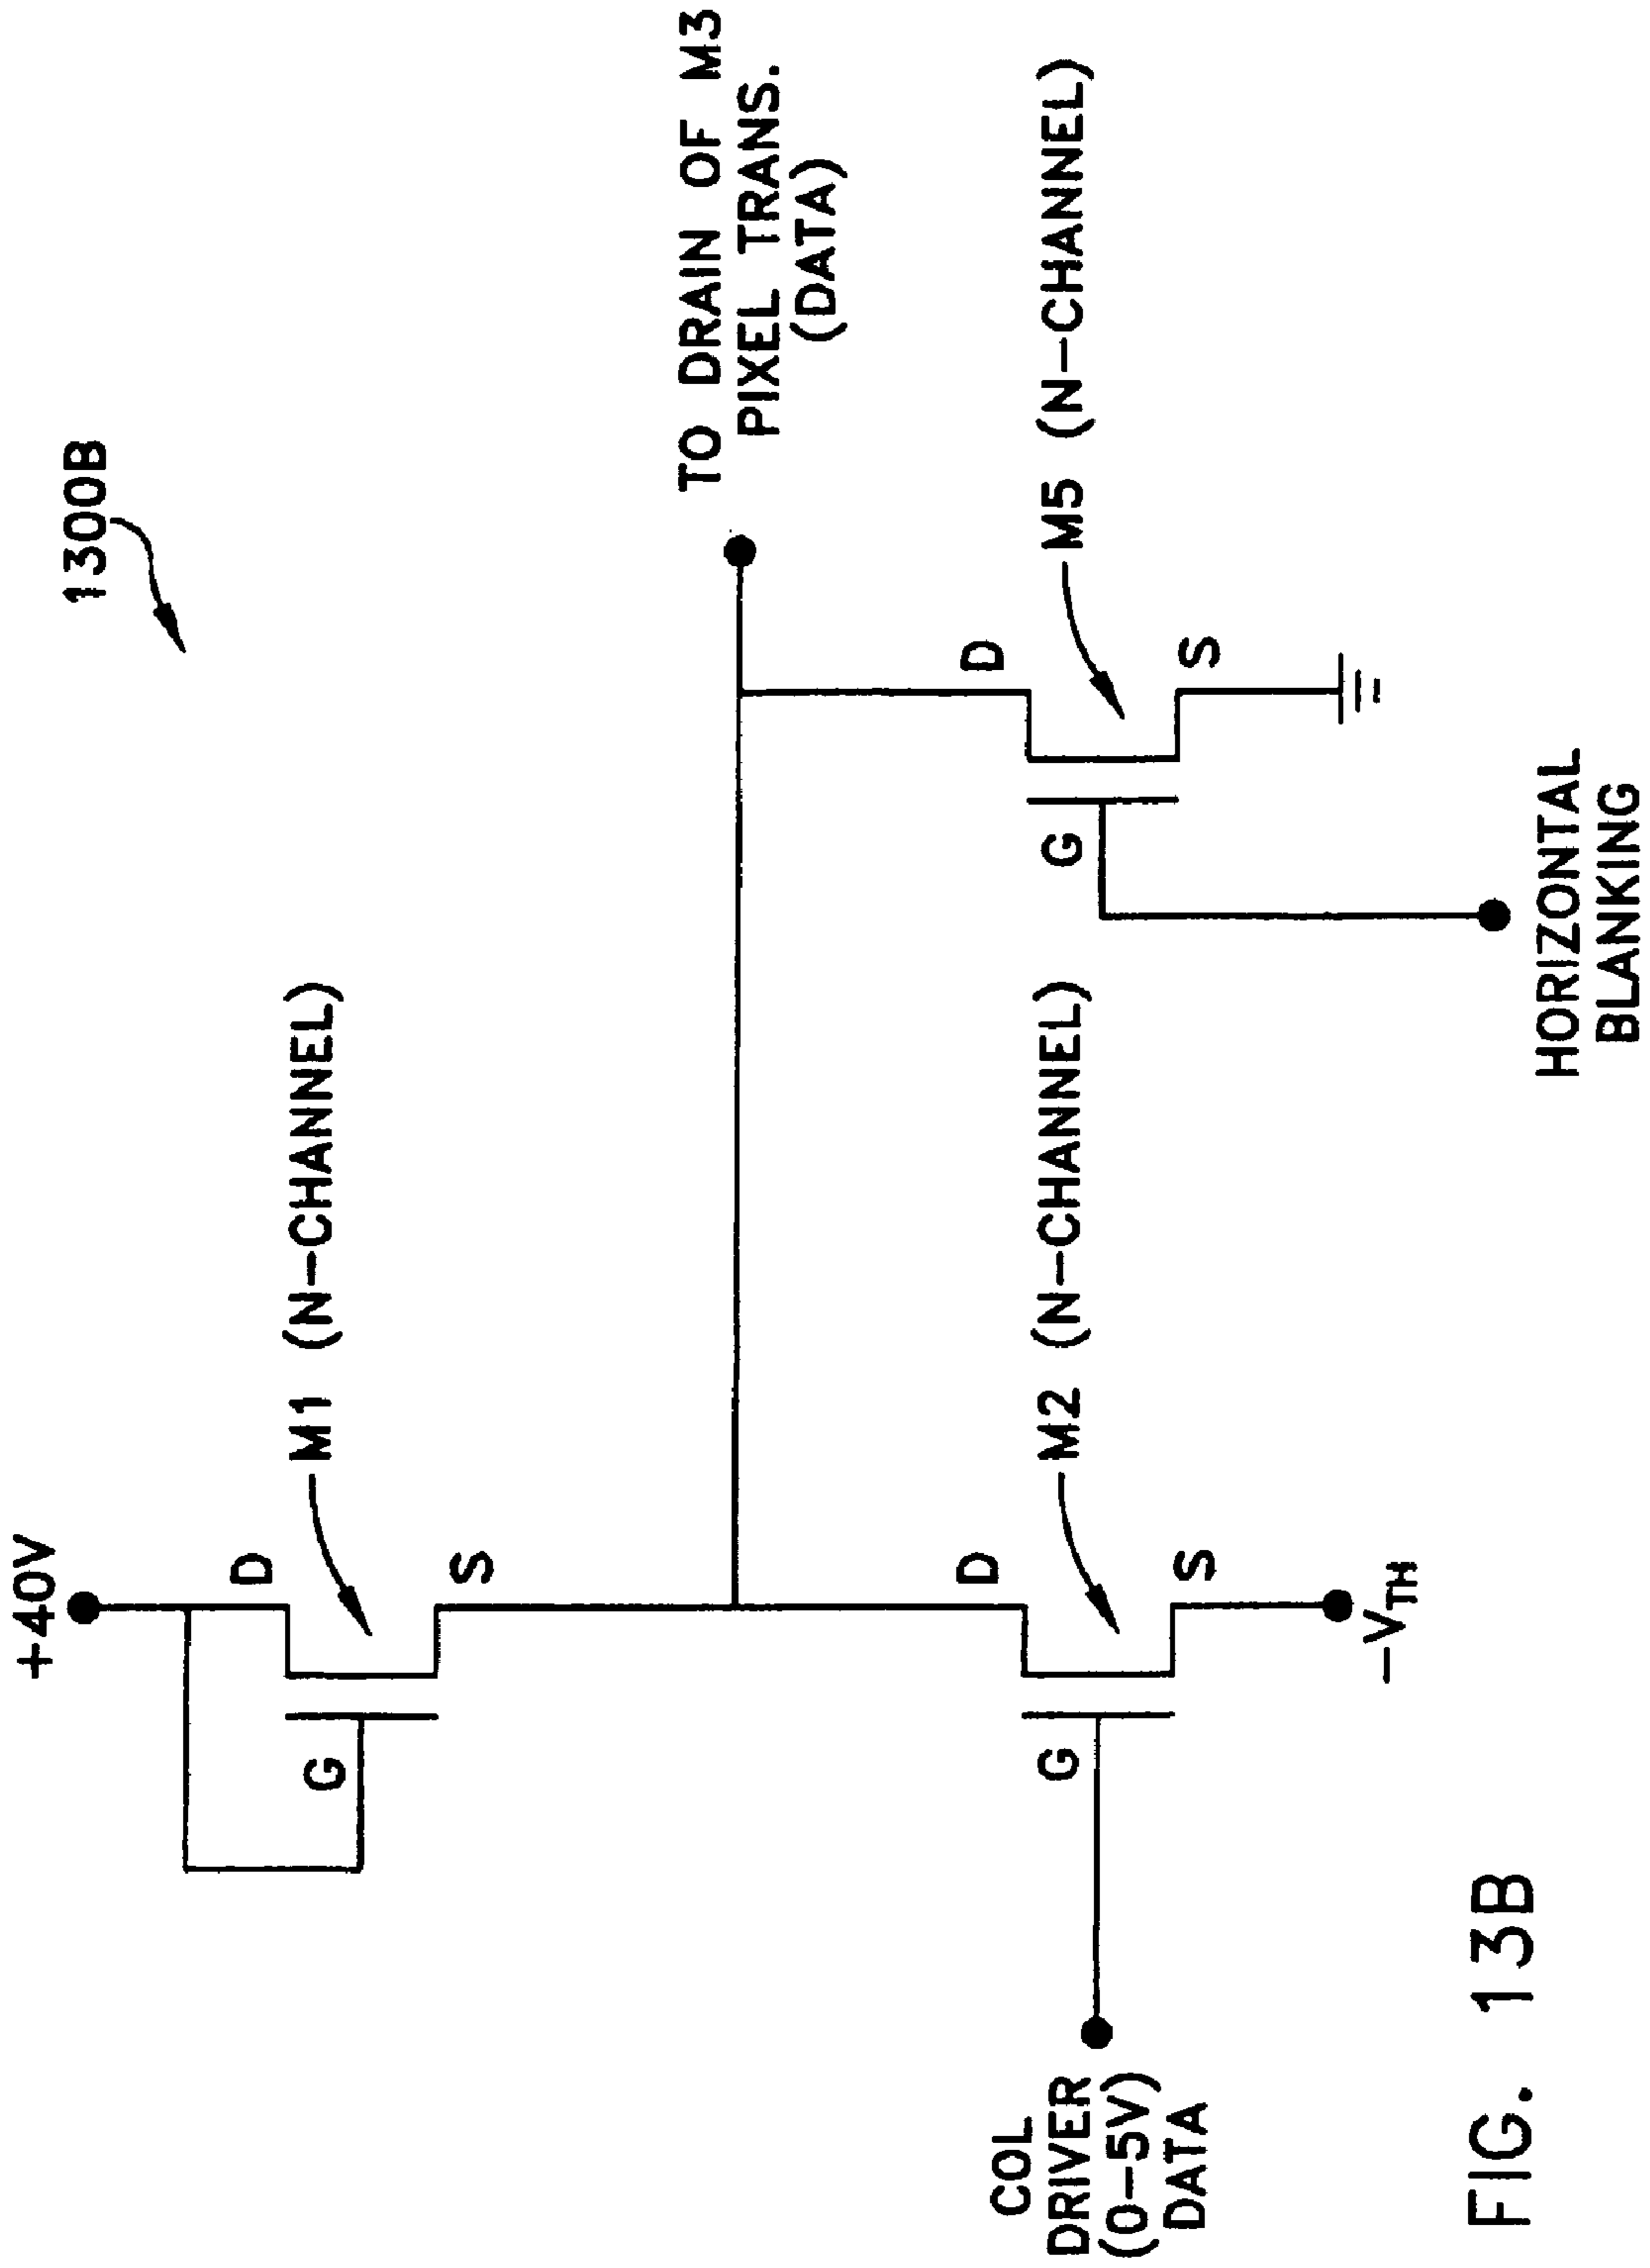 1300B
+40V
D
G
M1 (N-CHANNEL)
S
TO DRAIN OF M3
PIXEL TRANS.
(DATA)
COL
DRIVER
(0-5V)
DATA
D
G
M2 (N-CHANNEL)
S
-VTH
D
G
M5 (N-CHANNEL)
S
HORIZONTAL
BLANKING
FIG. 13B